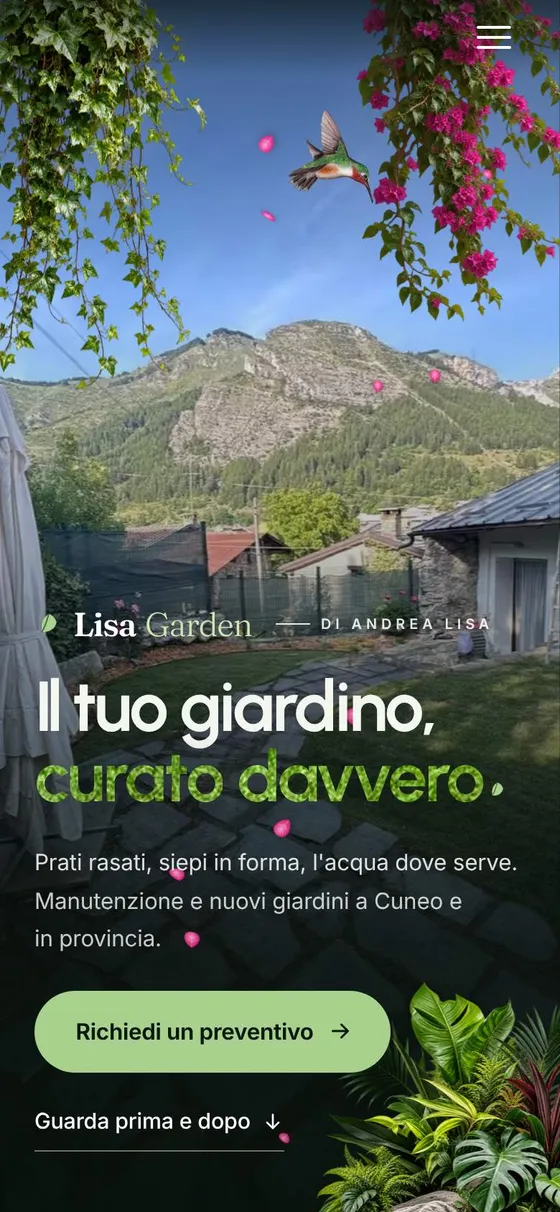 Lisa Garden — DI ANDREA LISA
Il tuo giardino,
curato davvero
Prati rasati, siepi in forma, l'acqua dove serve.
Manutenzione e nuovi giardini a Cuneo e
in provincia.
Richiedi un preventivo →
Guarda prima e dopo ↓